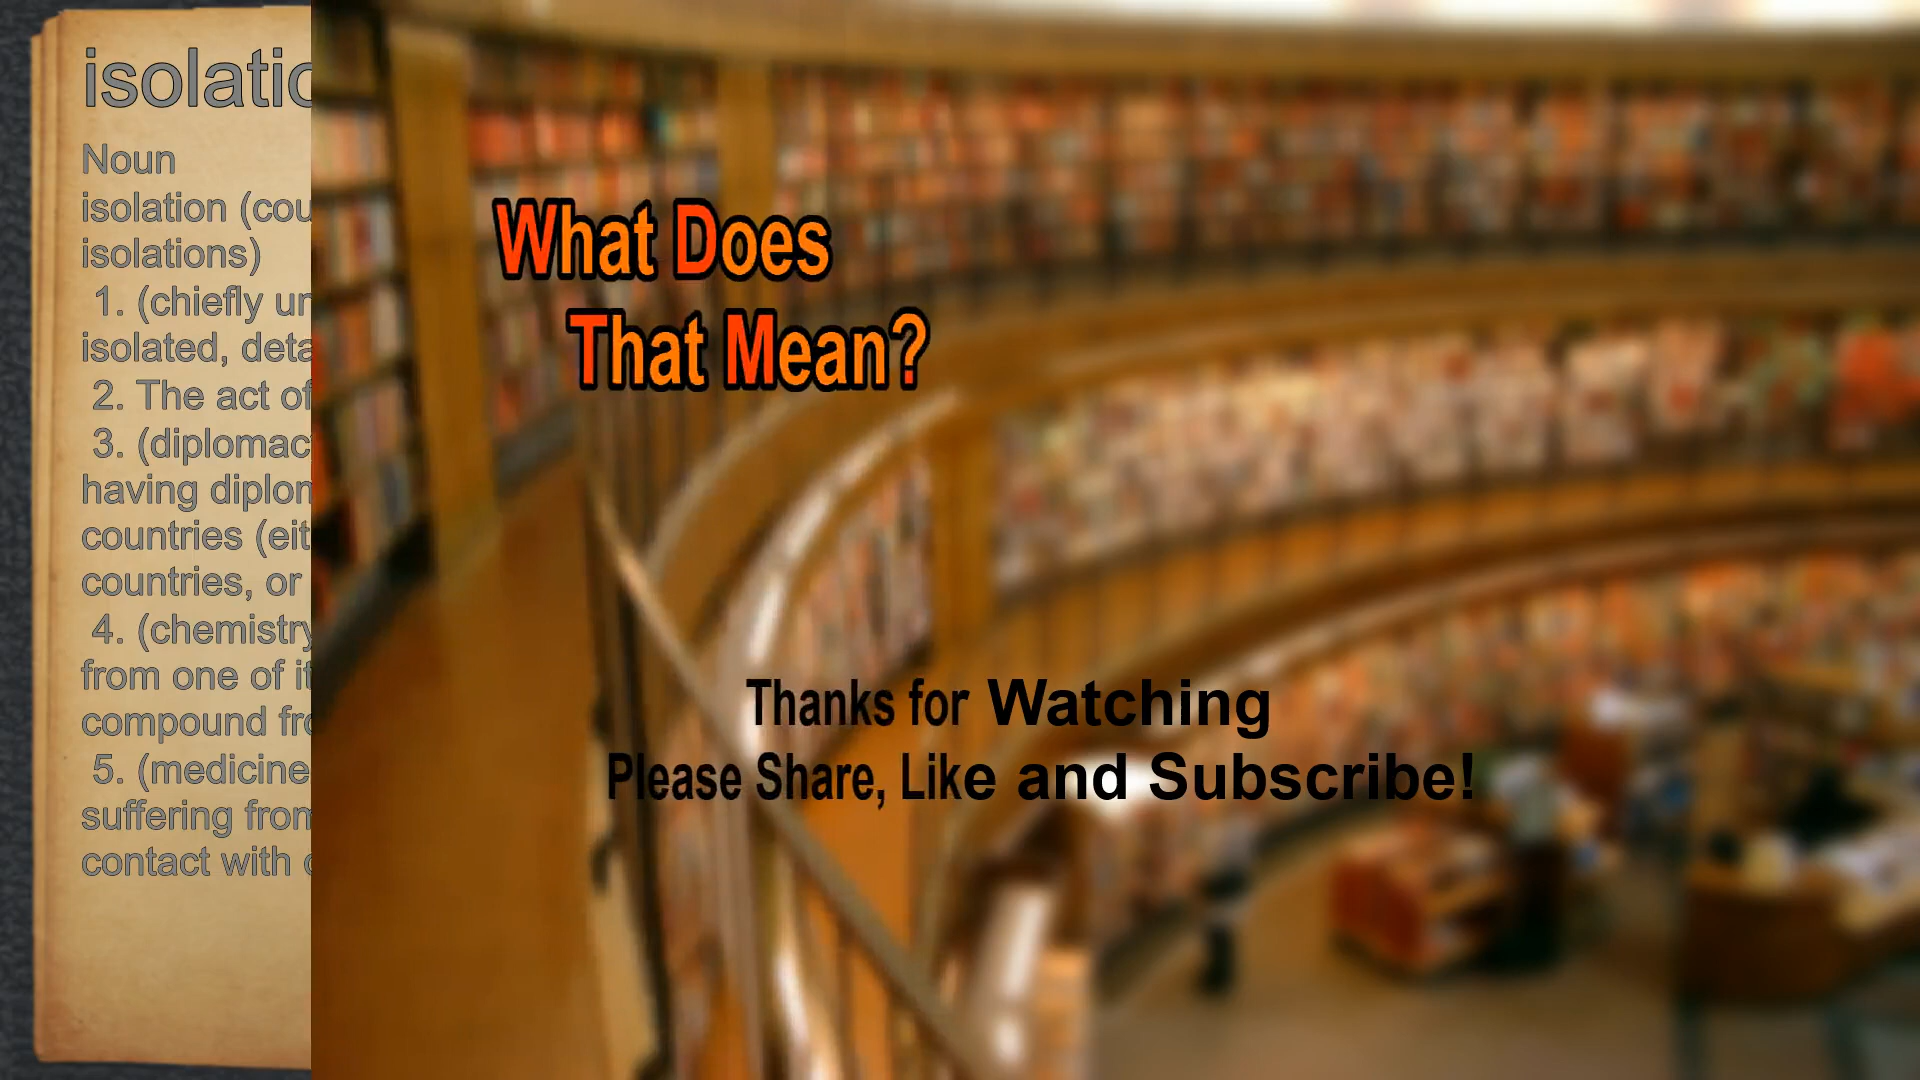 isolatio
Noun
isolation (cou
isolations)
1. (chiefly un
isolated, deta
2. The act of
3. (diplomac
having diplom
countries (eit
countries, or
4. (chemistry
from one of it
compound fro
5. (medicine
suffering from
contact with
What Does
That Mean?
Thanks for Watching
Please Share, Like and Subscribe!